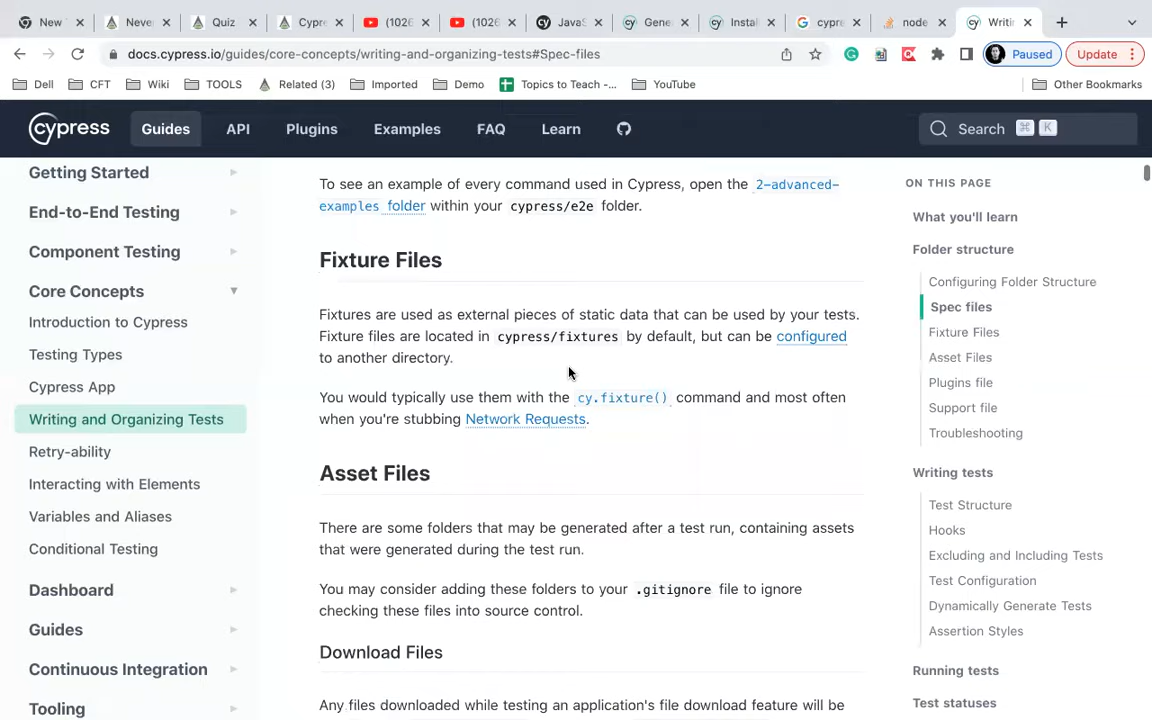 New
Never
Quiz
Cypre
(102
(102
JavaS
Gene
Instal
cypre
node
Writi
docs.cypress.io/guides/core-concepts/writing-and-organizing-tests#Spec-files
Paused
Update
Dell
CFT
Wiki
TOOLS
Related (3)
Imported
Demo
Topics to Teach -...
YouTube
Other Bookmarks
cypress
Guides
API
Plugins
Examples
FAQ
Learn
Search ⌘ K
Getting Started
End-to-End Testing
Component Testing
Core Concepts
Introduction to Cypress
Testing Types
Cypress App
Writing and Organizing Tests
Retry-ability
Interacting with Elements
Variables and Aliases
Conditional Testing
Dashboard
Guides
Continuous Integration
Tooling
To see an example of every command used in Cypress, open the 2-advanced-
examples folder within your cypress/e2e folder.
Fixture Files
Fixtures are used as external pieces of static data that can be used by your tests.
Fixture files are located in cypress/fixtures by default, but can be configured
to another directory.
You would typically use them with the cy.fixture() command and most often
when you're stubbing Network Requests.
Asset Files
There are some folders that may be generated after a test run, containing assets
that were generated during the test run.
You may consider adding these folders to your .gitignore file to ignore
checking these files into source control.
Download Files
Any files downloaded while testing an application's file download feature will be
ON THIS PAGE
What you'll learn
Folder structure
Configuring Folder Structure
Spec files
Fixture Files
Asset Files
Plugins file
Support file
Troubleshooting
Writing tests
Test Structure
Hooks
Excluding and Including Tests
Test Configuration
Dynamically Generate Tests
Assertion Styles
Running tests
Test statuses